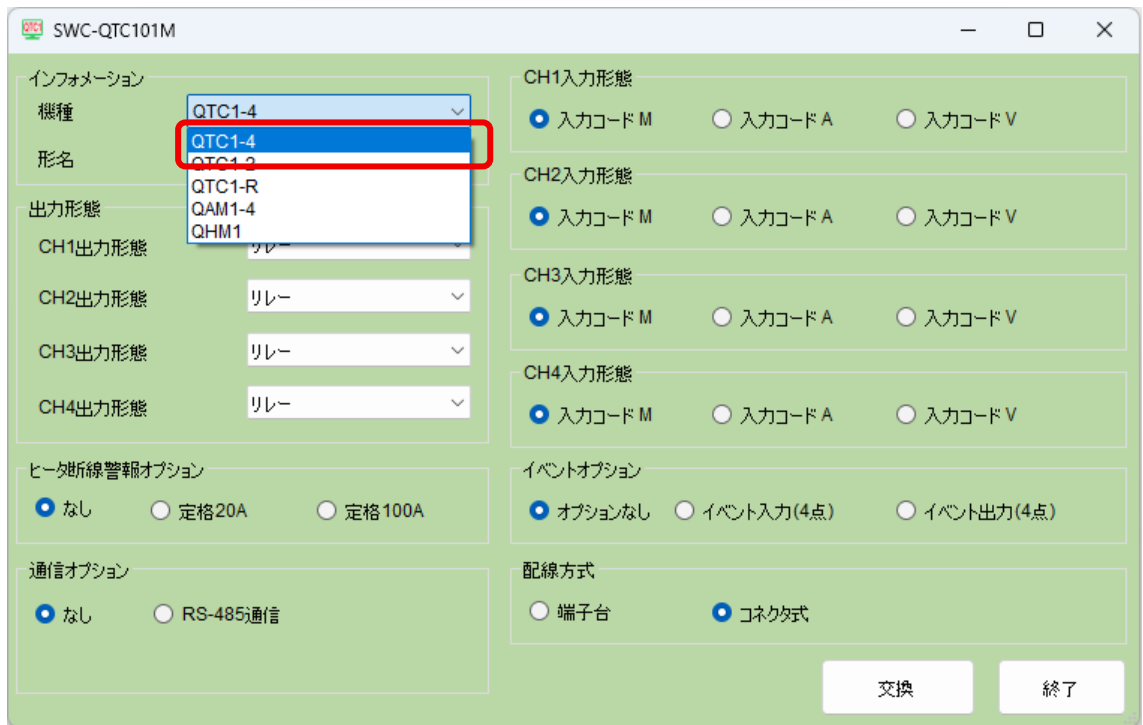 SWC-QTC101M
インフォメーション
機種
QTC1-4
QTC1-4
QTC1-2
QTC1-R
QAM1-4
QHM1
形名
出力形態
CH1出力形態
リレー
CH2出力形態
リレー
CH3出力形態
リレー
CH4出力形態
リレー
ヒータ断線警報オプション
なし 定格20A 定格100A
通信オプション
なし RS-485通信
CH1入力形態
入力コード M 入力コード A 入力コード V
CH2入力形態
入力コード M 入力コード A 入力コード V
CH3入力形態
入力コード M 入力コード A 入力コード V
CH4入力形態
入力コード M 入力コード A 入力コード V
イベントオプション
オプションなし イベント入力(4点) イベント出力(4点)
配線方式
端子台 コネクタ式
交換 終了